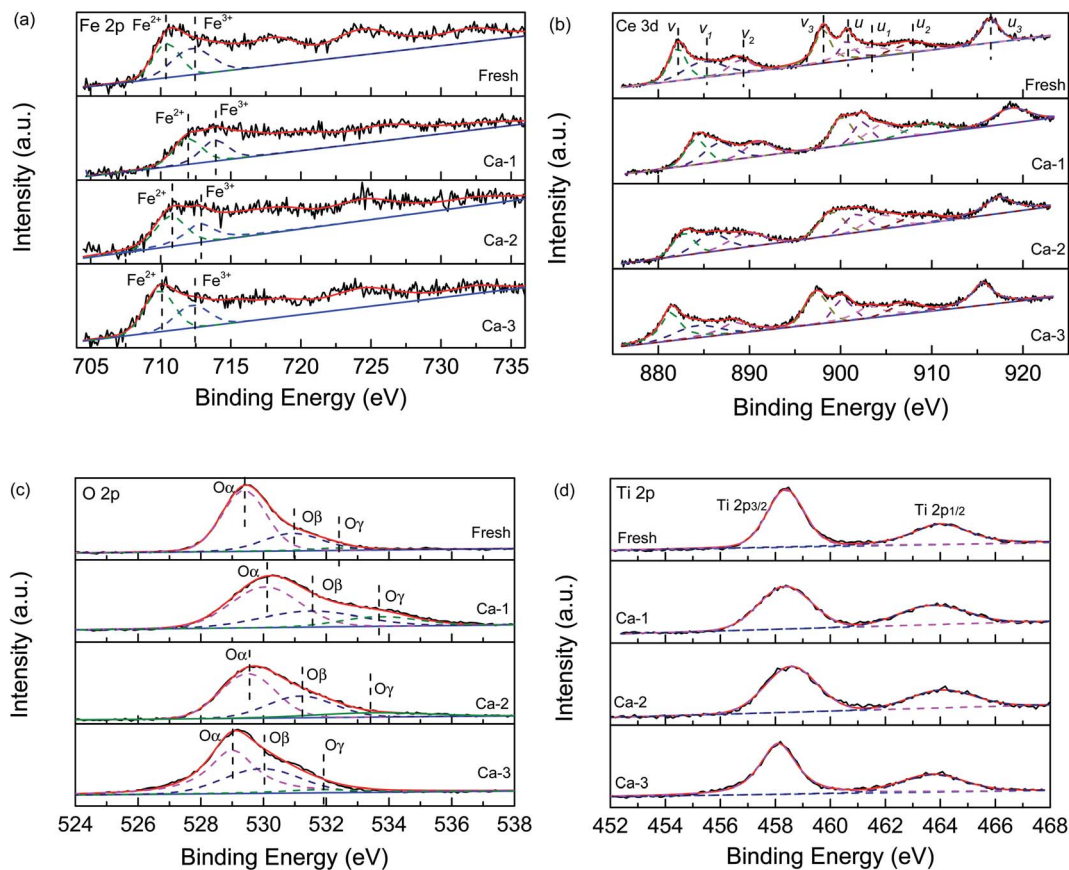 (a)
Fe 2p
Fe2+
Fe3+
Fresh
Fe2+
Fe3+
Ca-1
Fe2+
Fe3+
Ca-2
Fe2+
Fe3+
Ca-3
Intensity (a.u.)
705 710 715 720 725 730 735
Binding Energy (eV)
(b)
Ce 3d
v v1 v2 v3 u u1 u2 u3
Fresh
Ca-1
Ca-2
Ca-3
Intensity (a.u.)
880 890 900 910 920
Binding Energy (eV)
(c)
O 2p
Oα
Oβ
Oγ
Fresh
Oα
Oβ
Oγ
Ca-1
Oα
Oβ
Oγ
Ca-2
Oα
Oβ
Oγ
Ca-3
Intensity (a.u.)
524 526 528 530 532 534 536 538
Binding Energy (eV)
(d)
Ti 2p
Ti 2p3/2
Ti 2p1/2
Fresh
Ca-1
Ca-2
Ca-3
Intensity (a.u.)
452 454 456 458 460 462 464 466 468
Binding Energy (eV)